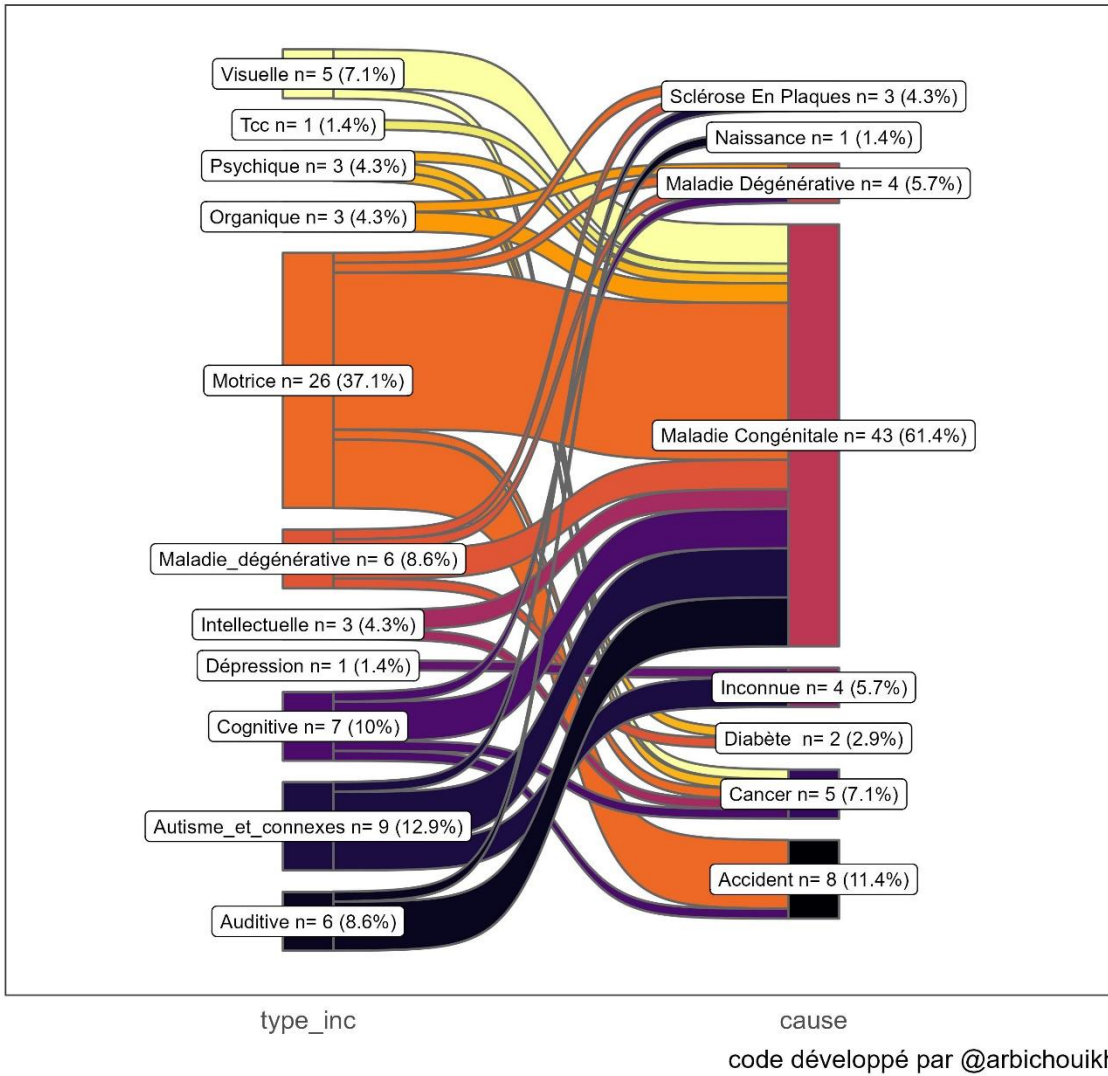 Visuelle n= 5 (7.1%)
Tcc n= 1 (1.4%)
Psychique n= 3 (4.3%)
Organique n= 3 (4.3%)
Motrice n= 26 (37.1%)
Maladie_dégénérative n= 6 (8.6%)
Intellectuelle n= 3 (4.3%)
Dépression n= 1 (1.4%)
Cognitive n= 7 (10%)
Autisme_et_connexes n= 9 (12.9%)
Auditive n= 6 (8.6%)
Sclérose En Plaques n= 3 (4.3%)
Naissance n= 1 (1.4%)
Maladie Dégénérative n= 4 (5.7%)
Maladie Congénitale n= 43 (61.4%)
Inconnue n= 4 (5.7%)
Diabète  n= 2 (2.9%)
Cancer n= 5 (7.1%)
Accident n= 8 (11.4%)
type_inc
cause
code développé par @arbichouikh